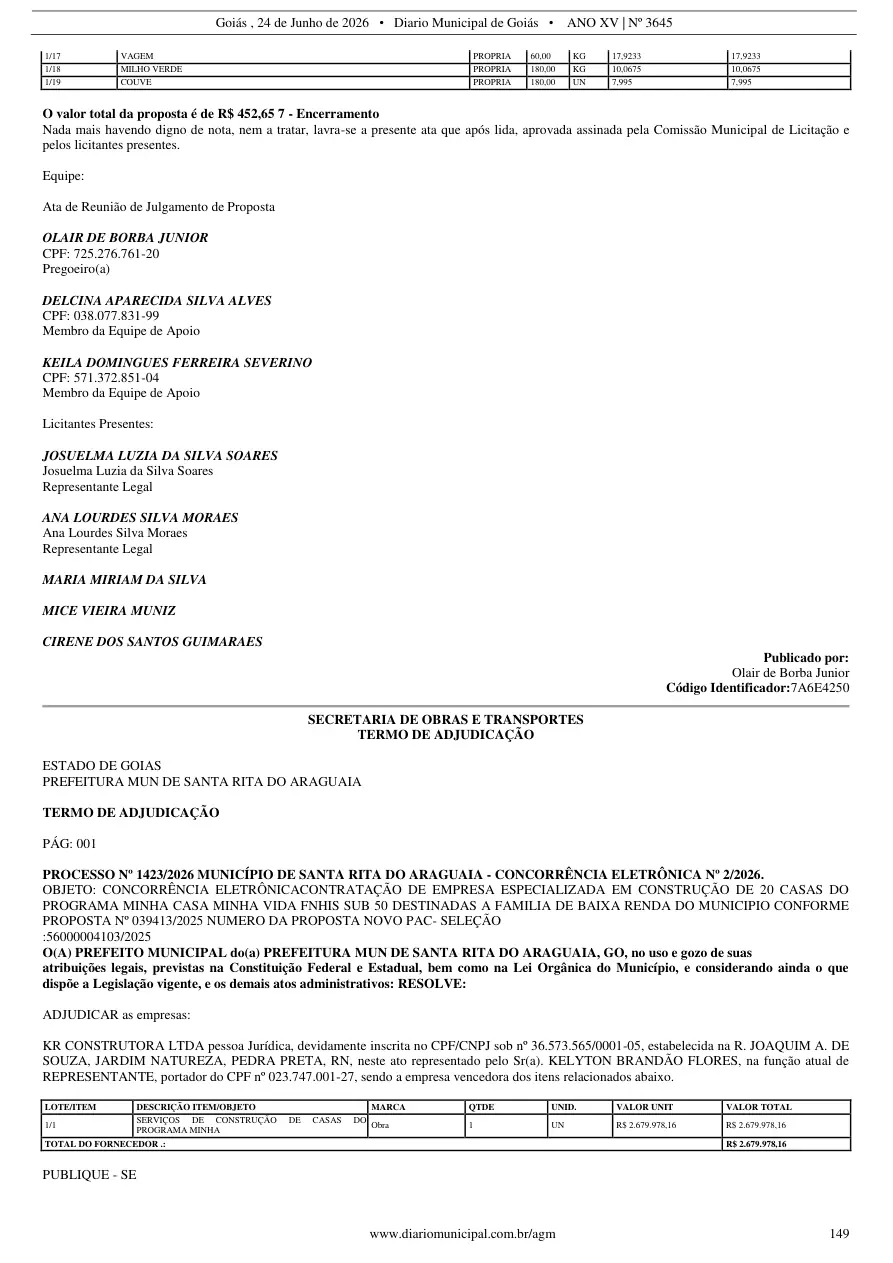 Goiás , 24 de Junho de 2026 • Diario Municipal de Goiás • ANO XV | Nº 3645
1/17 VAGEM PROPRIA 60,00 KG 17,9233 17,9233
1/18 MILHO VERDE PROPRIA 180,00 KG 10,0675 10,0675
1/19 COUVE PROPRIA 180,00 UN 7,995 7,995
O valor total da proposta é de R$ 452,65 7 - Encerramento
Nada mais havendo digno de nota, nem a tratar, lavra-se a presente ata que após lida, aprovada assinada pela Comissão Municipal de Licitação e
pelos licitantes presentes.
Equipe:
Ata de Reunião de Julgamento de Proposta
OLAIR DE BORBA JUNIOR
CPF: 725.276.761-20
Pregoeiro(a)
DELCINA APARECIDA SILVA ALVES
CPF: 038.077.831-99
Membro da Equipe de Apoio
KEILA DOMINGUES FERREIRA SEVERINO
CPF: 571.372.851-04
Membro da Equipe de Apoio
Licitantes Presentes:
JOSUELMA LUZIA DA SILVA SOARES
Josuelma Luzia da Silva Soares
Representante Legal
ANA LOURDES SILVA MORAES
Ana Lourdes Silva Moraes
Representante Legal
MARIA MIRIAM DA SILVA
MICE VIEIRA MUNIZ
CIRENE DOS SANTOS GUIMARAES
Publicado por:
Olair de Borba Junior
Código Identificador:7A6E4250
SECRETARIA DE OBRAS E TRANSPORTES
TERMO DE ADJUDICAÇÃO
ESTADO DE GOIAS
PREFEITURA MUN DE SANTA RITA DO ARAGUAIA
TERMO DE ADJUDICAÇÃO
PÁG: 001
PROCESSO Nº 1423/2026 MUNICÍPIO DE SANTA RITA DO ARAGUAIA - CONCORRÊNCIA ELETRÔNICA Nº 2/2026.
OBJETO: CONCORRÊNCIA ELETRÔNICACONTRATAÇÃO DE EMPRESA ESPECIALIZADA EM CONSTRUÇÃO DE 20 CASAS DO
PROGRAMA MINHA CASA MINHA VIDA FNHIS SUB 50 DESTINADAS A FAMILIA DE BAIXA RENDA DO MUNICIPIO CONFORME
PROPOSTA Nº 039413/2025 NUMERO DA PROPOSTA NOVO PAC- SELEÇÃO
:56000004103/2025
O(A) PREFEITO MUNICIPAL do(a) PREFEITURA MUN DE SANTA RITA DO ARAGUAIA, GO, no uso e gozo de suas
atribuições legais, previstas na Constituição Federal e Estadual, bem como na Lei Orgânica do Município, e considerando ainda o que
dispõe a Legislação vigente, e os demais atos administrativos: RESOLVE:
ADJUDICAR as empresas:
KR CONSTRUTORA LTDA pessoa Jurídica, devidamente inscrita no CPF/CNPJ sob nº 36.573.565/0001-05, estabelecida na R. JOAQUIM A. DE
SOUZA, JARDIM NATUREZA, PEDRA PRETA, RN, neste ato representado pelo Sr(a). KELYTON BRANDÃO FLORES, na função atual de
REPRESENTANTE, portador do CPF nº 023.747.001-27, sendo a empresa vencedora dos itens relacionados abaixo.
LOTE/ITEM DESCRIÇÃO ITEM/OBJETO MARCA QTDE UNID. VALOR UNIT VALOR TOTAL
1/1 SERVIÇOS DE CONSTRUÇÃO DE CASAS DO PROGRAMA MINHA Obra 1 UN R$ 2.679.978,16 R$ 2.679.978,16
TOTAL DO FORNECEDOR .: R$ 2.679.978,16
PUBLIQUE - SE
www.diariomunicipal.com.br/agm 149